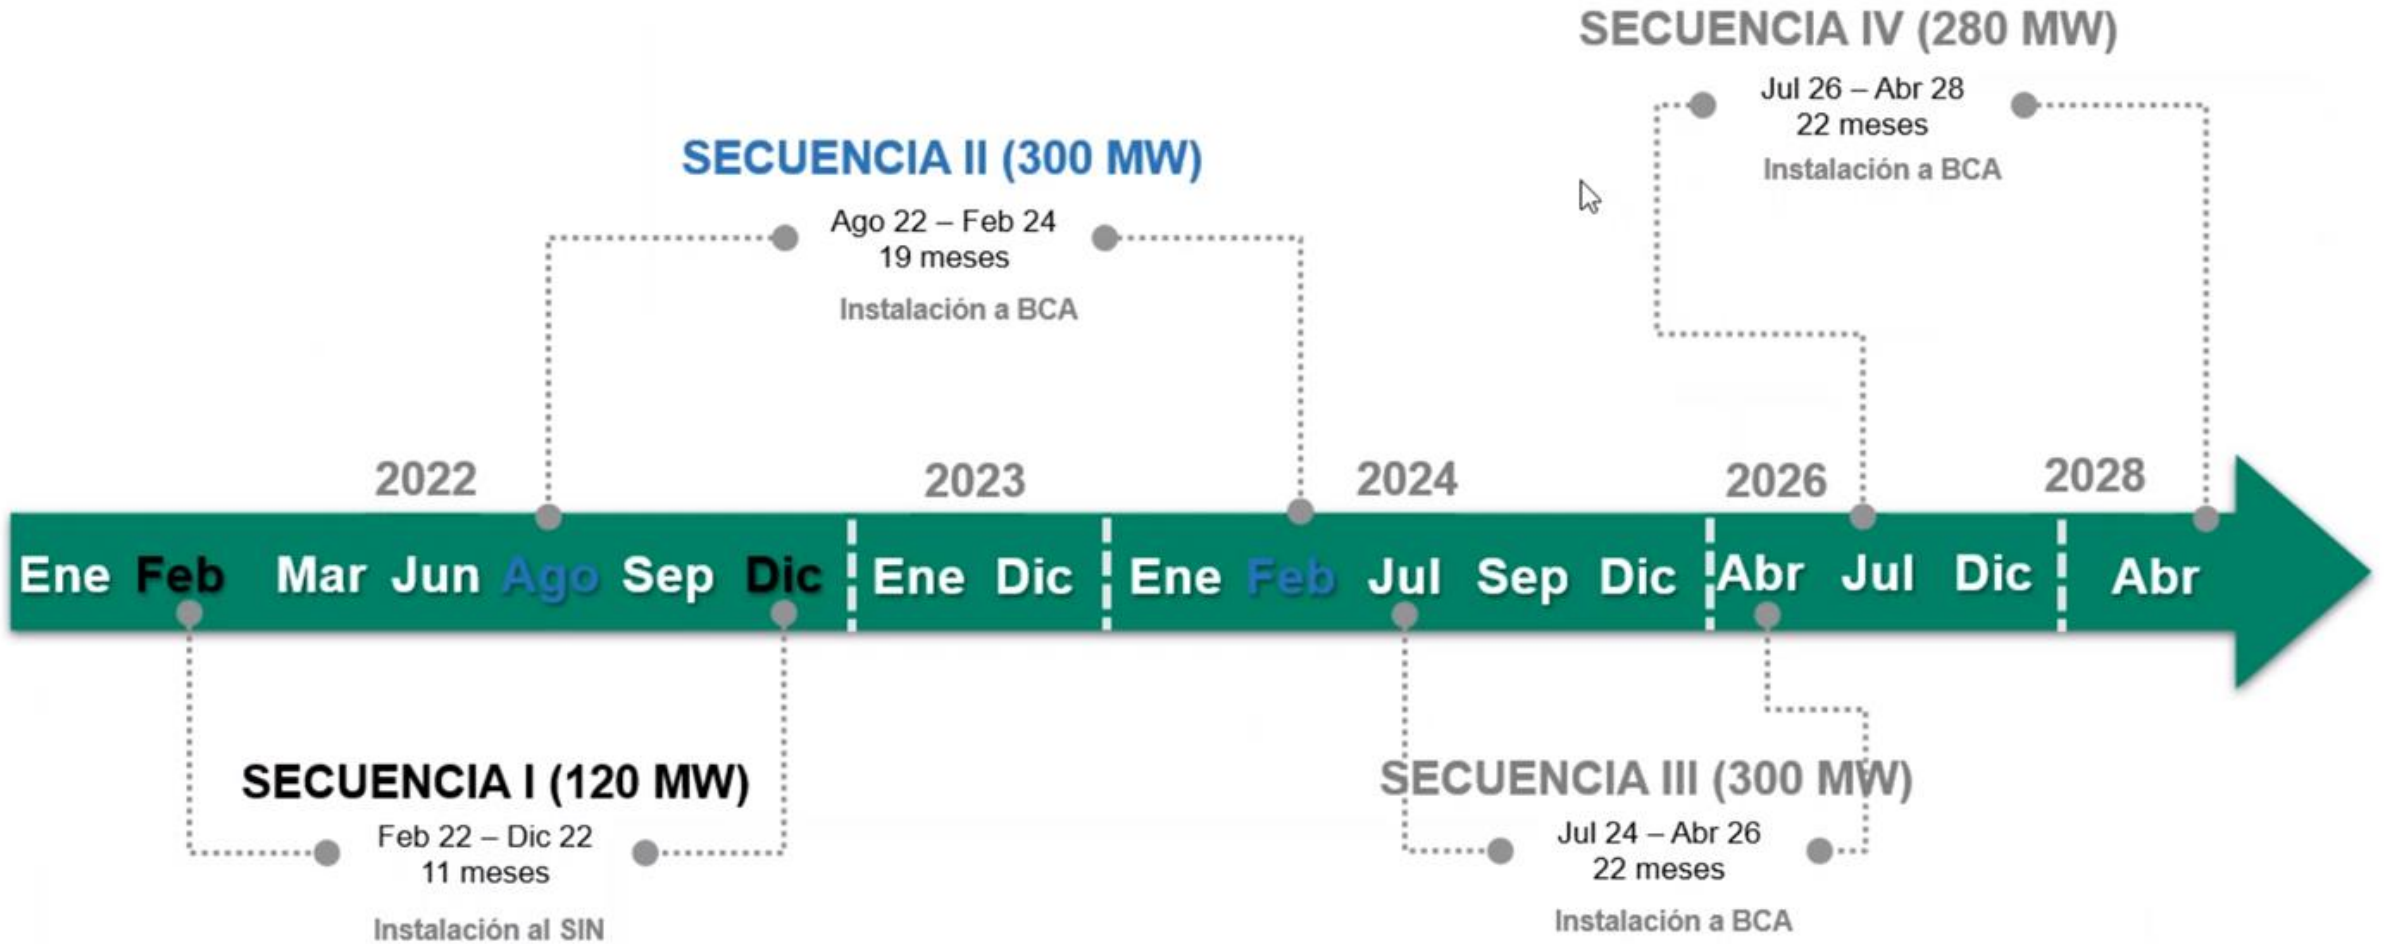 SECUENCIA IV (280 MW)
Jul 26 – Abr 28
22 meses
Instalación a BCA
SECUENCIA II (300 MW)
Ago 22 – Feb 24
19 meses
Instalación a BCA
2022 2023 2024 2026 2028
Ene Feb Mar Jun Ago Sep Dic Ene Dic Ene Feb Jul Sep Dic Abr Jul Dic Abr
SECUENCIA I (120 MW)
Feb 22 – Dic 22
11 meses
Instalación al SIN
SECUENCIA III (300 MW)
Jul 24 – Abr 26
22 meses
Instalación a BCA